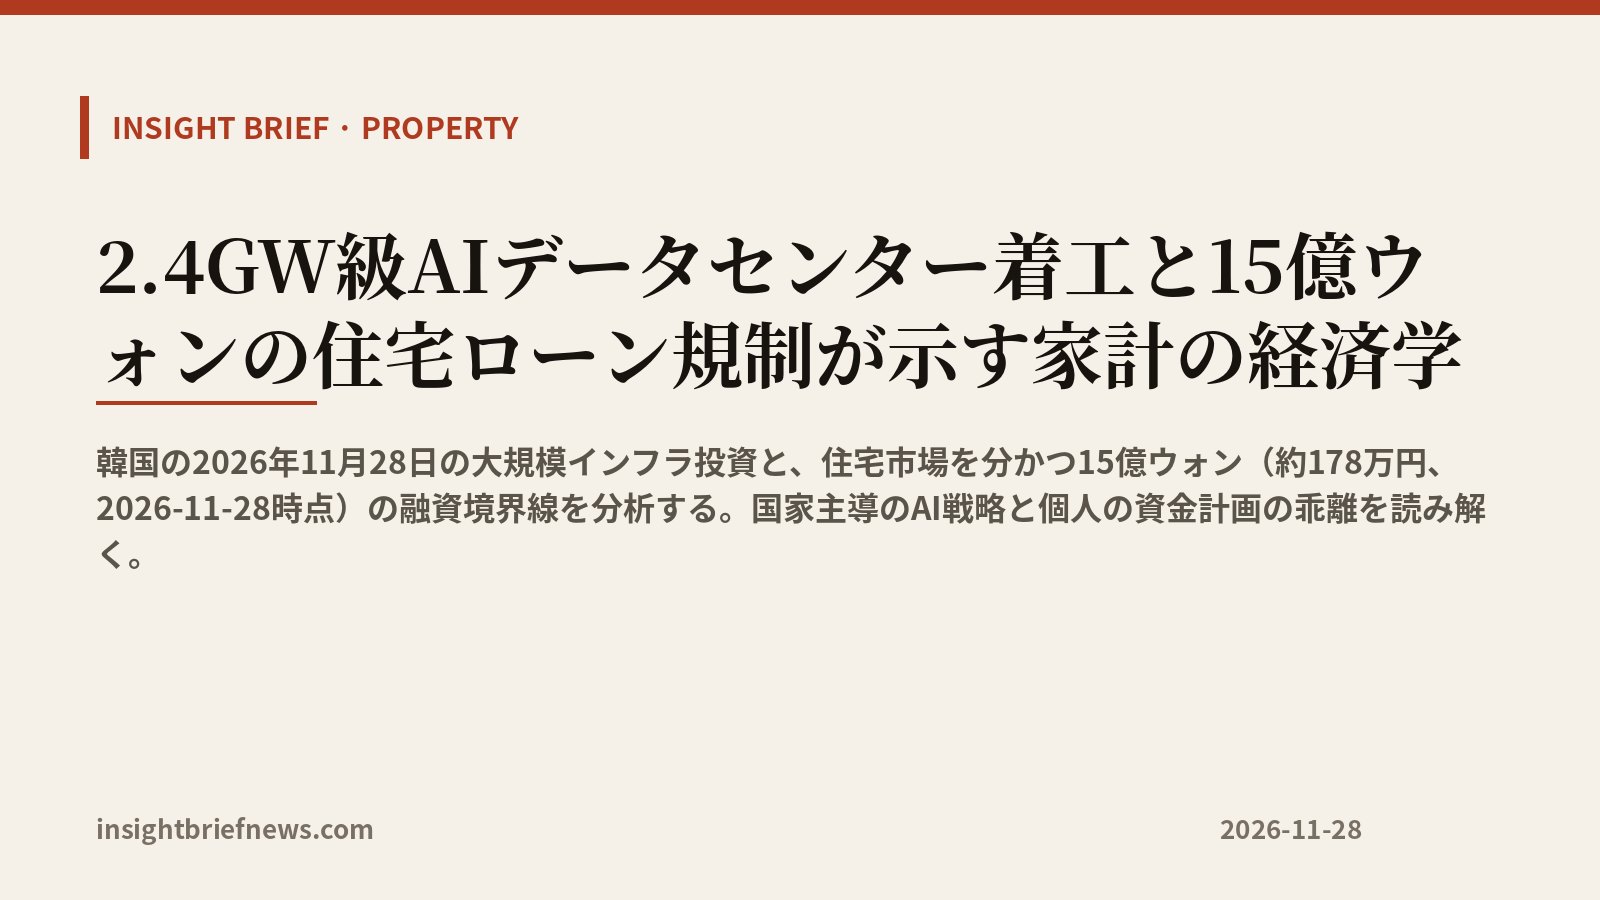 INSIGHT BRIEF · PROPERTY
2.4GW級AIデータセンター着工と15億ウ
ォンの住宅ローン規制が示す家計の経済学
韓国の2026年11月28日の大規模インフラ投資と、住宅市場を分かつ15億ウォン（約178万円、
2026-11-28時点）の融資境界線を分析する。国家主導のAI戦略と個人の資金計画の乖離を読み解
く。
insightbriefnews.com
2026-11-28